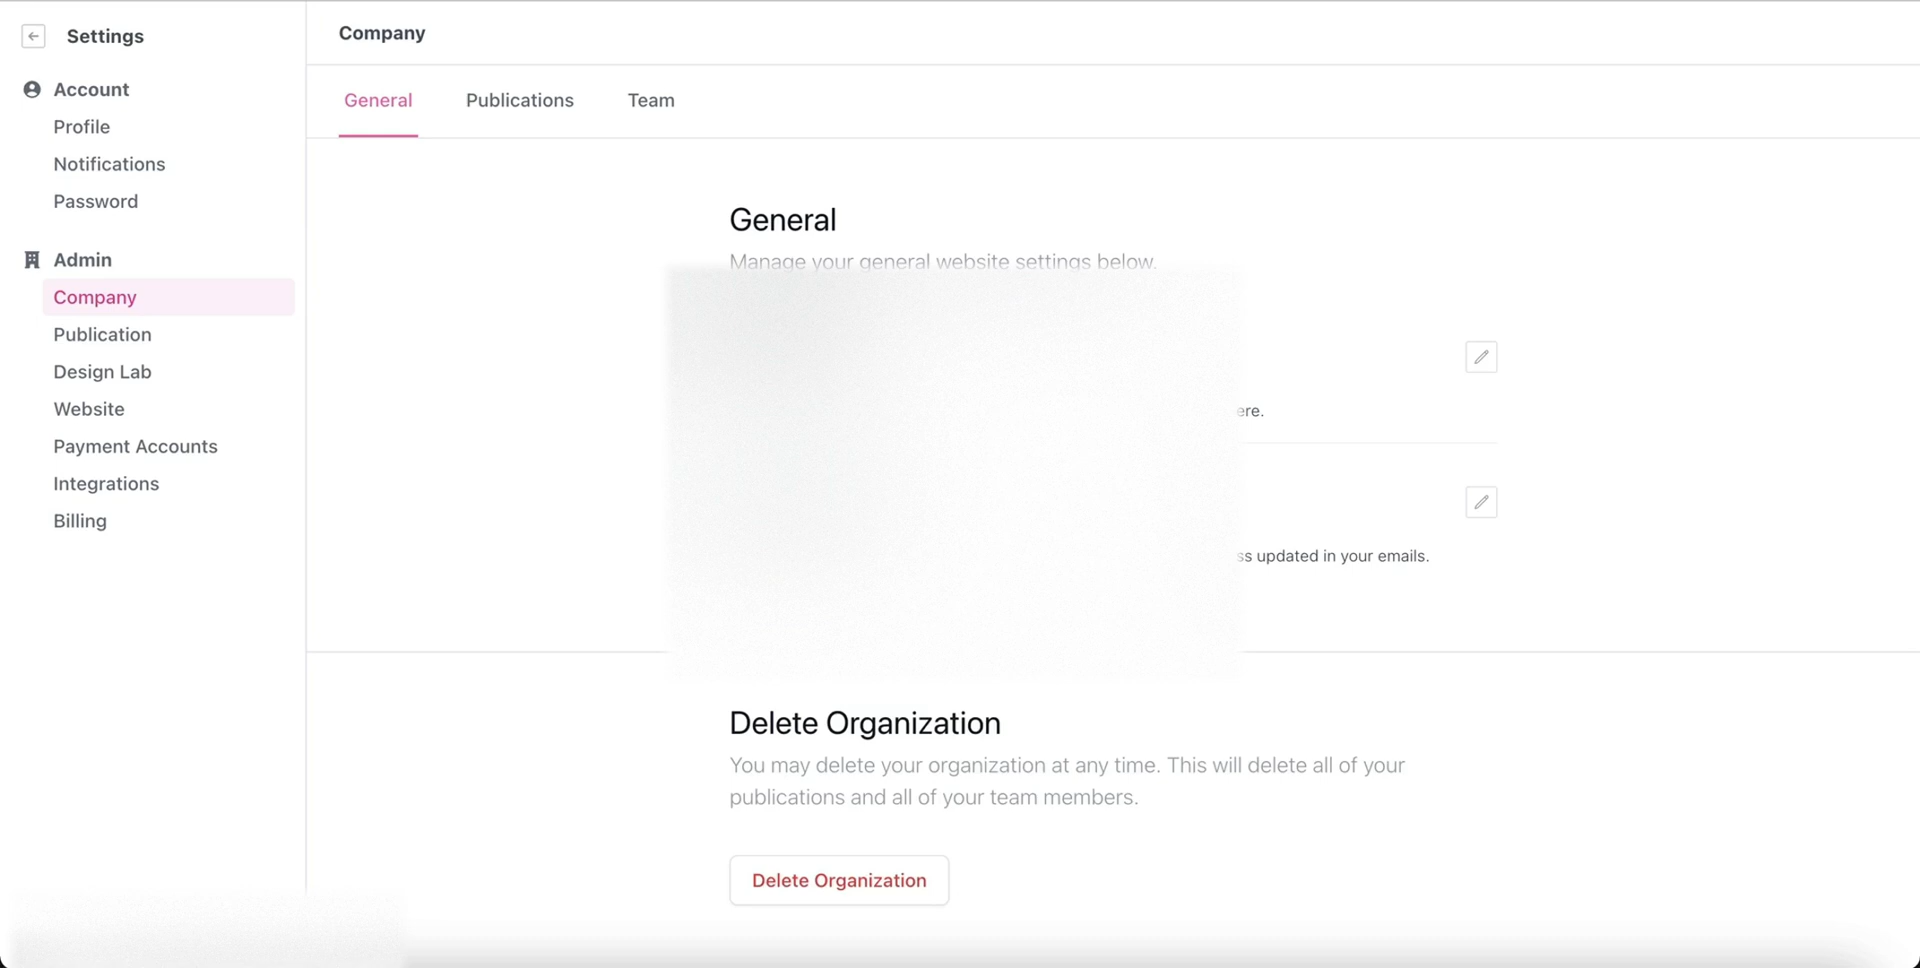 Settings
Account
Profile
Notifications
Password
Admin
Company
Publication
Design Lab
Website
Payment Accounts
Integrations
Billing
Company
General Publications Team
General
Manage your general website settings below.
updated in your emails.
Delete Organization
You may delete your organization at any time. This will delete all of your
publications and all of your team members.
Delete Organization